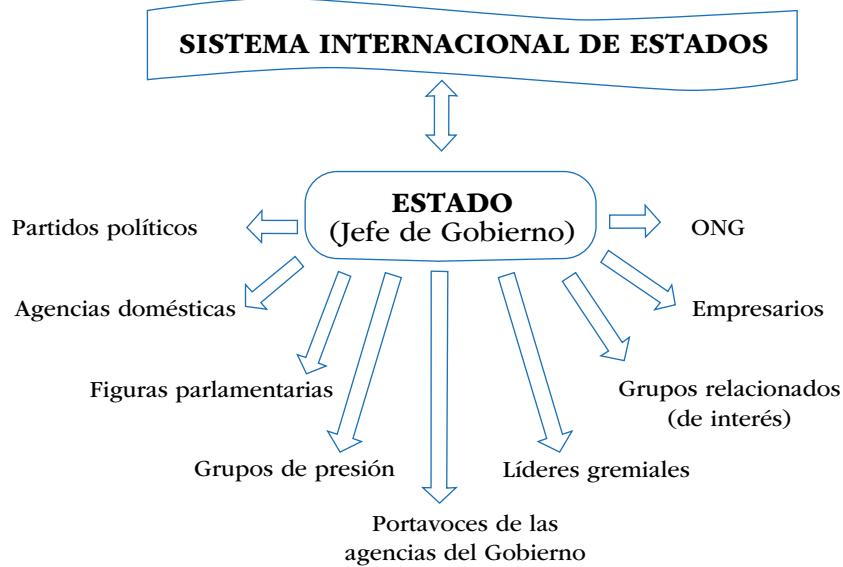 SISTEMA INTERNACIONAL DE ESTADOS
ESTADO
(Jefe de Gobierno)
Partidos políticos
ONG
Agencias domésticas
Empresarios
Figuras parlamentarias
Grupos relacionados
(de interés)
Grupos de presión
Líderes gremiales
Portavoces de las
agencias del Gobierno